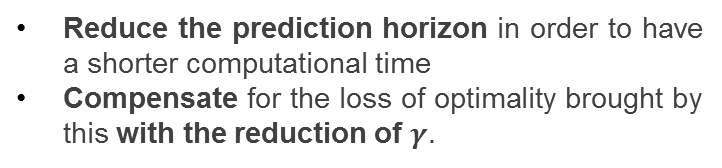 • Reduce the prediction horizon in order to have
a shorter computational time
• Compensate for the loss of optimality brought by
this with the reduction of γ.